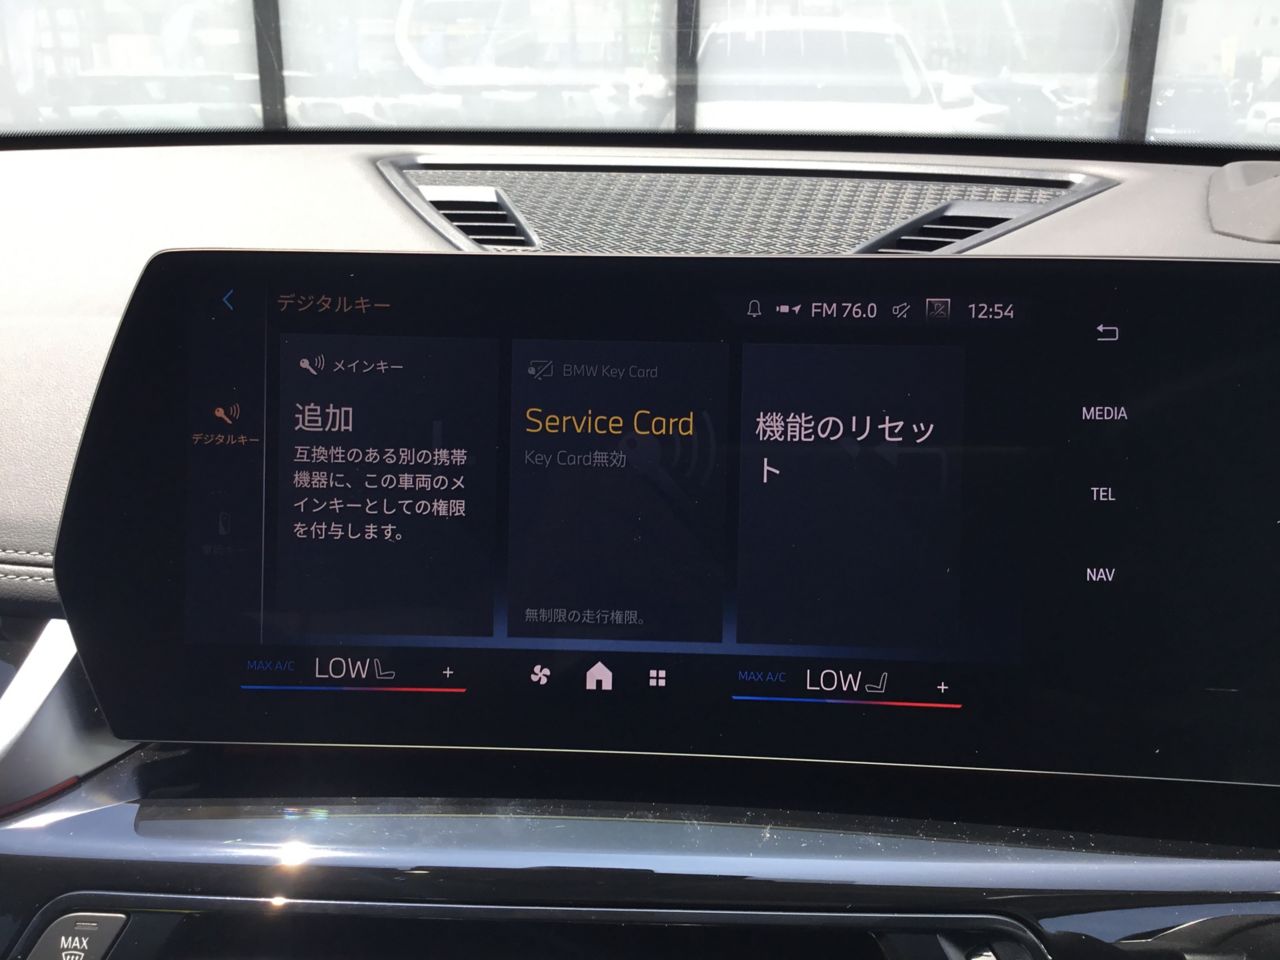 デジタルキー
FM 76.0
12:54
デジタルキー
メインキー
追加
互換性のある別の携帯
機器に、この車両のメ
インキーとしての権限
を付与します。
BMW Key Card
Service Card
Key Card無効
無制限の走行権限。
機能のリセッ
ト
MEDIA
TEL
NAV
MAX A/C
LOW
+
MAX A/C
LOW
+
MAX